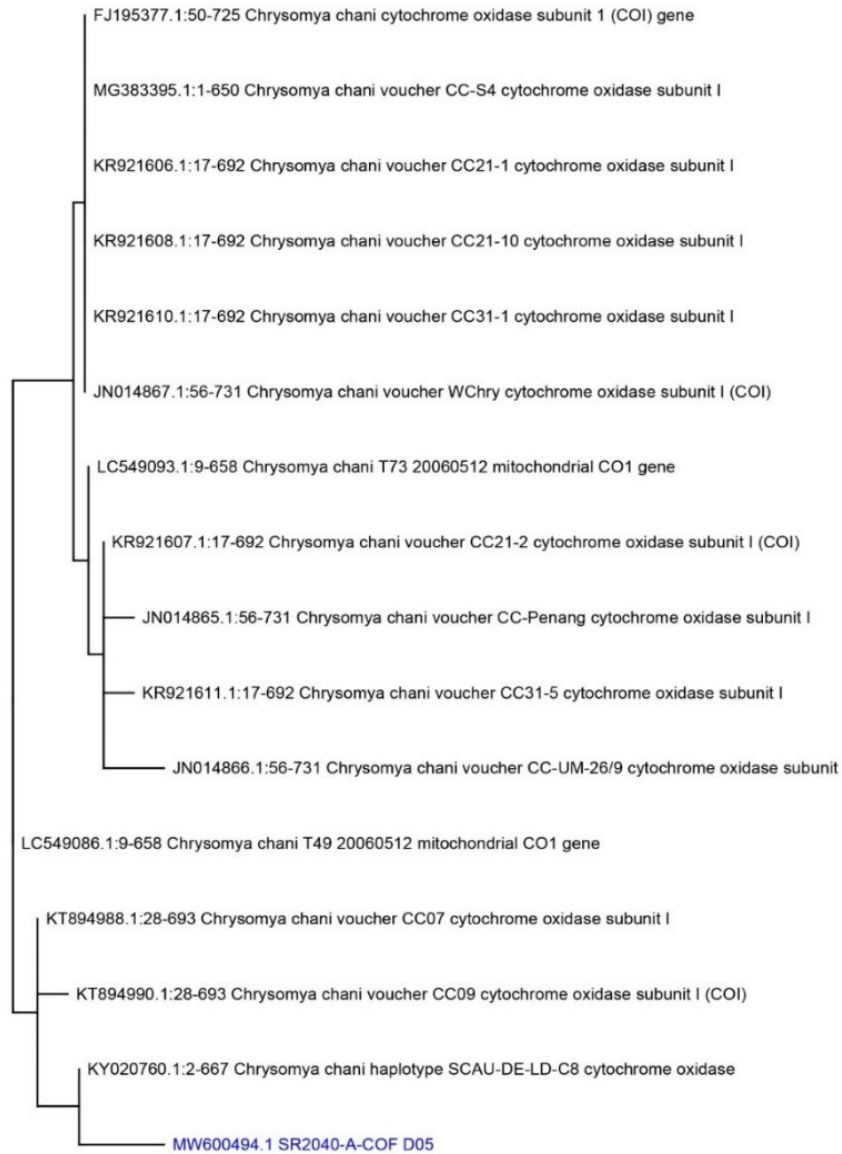 FJ195377.1:50-725 Chrysomya chani cytochrome oxidase subunit 1 (COI) gene
MG383395.1:1-650 Chrysomya chani voucher CC-S4 cytochrome oxidase subunit I
KR921606.1:17-692 Chrysomya chani voucher CC21-1 cytochrome oxidase subunit I
KR921608.1:17-692 Chrysomya chani voucher CC21-10 cytochrome oxidase subunit I
KR921610.1:17-692 Chrysomya chani voucher CC31-1 cytochrome oxidase subunit I
JN014867.1:56-731 Chrysomya chani voucher WChry cytochrome oxidase subunit I (COI)
LC549093.1:9-658 Chrysomya chani T73 20060512 mitochondrial CO1 gene
KR921607.1:17-692 Chrysomya chani voucher CC21-2 cytochrome oxidase subunit I (COI)
JN014865.1:56-731 Chrysomya chani voucher CC-Penang cytochrome oxidase subunit I
KR921611.1:17-692 Chrysomya chani voucher CC31-5 cytochrome oxidase subunit I
JN014866.1:56-731 Chrysomya chani voucher CC-UM-26/9 cytochrome oxidase subunit
LC549086.1:9-658 Chrysomya chani T49 20060512 mitochondrial CO1 gene
KT894988.1:28-693 Chrysomya chani voucher CC07 cytochrome oxidase subunit I
KT894990.1:28-693 Chrysomya chani voucher CC09 cytochrome oxidase subunit I (COI)
KY020760.1:2-667 Chrysomya chani haplotype SCAU-DE-LD-C8 cytochrome oxidase
MW600494.1 SR2040-A-COF D05